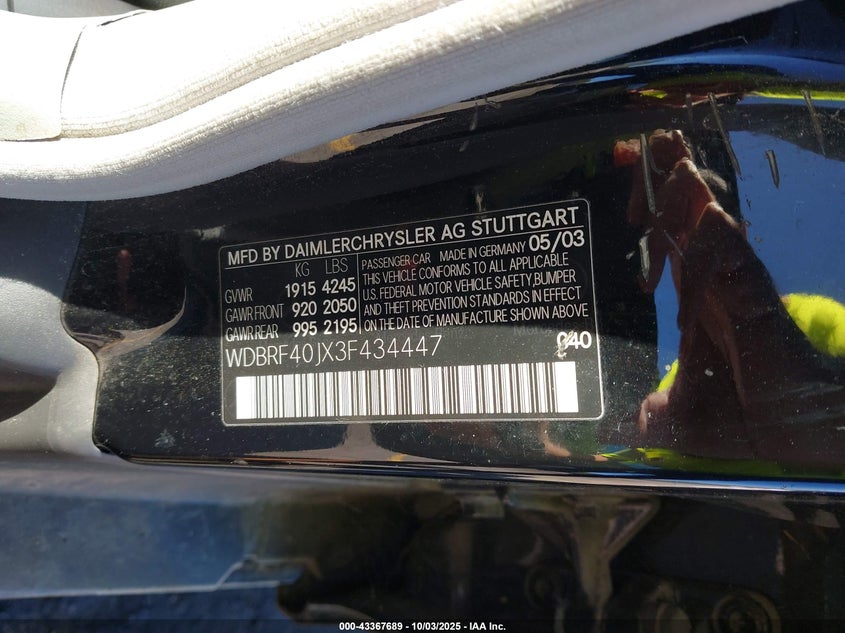 MFD BY DAIMLERCHRYSLER AG STUTTGART
KG LBS
GVWR 1915 4245
GAWR FRONT 920 2050
GAWR REAR 995 2195
PASSENGER CAR MADE IN GERMANY 05/03
THIS VEHICLE CONFORMS TO ALL APPLICABLE
U.S. FEDERAL MOTOR VEHICLE SAFETY, BUMPER
AND THEFT PREVENTION STANDARDS IN EFFECT
ON THE DATE OF MANUFACTURE SHOWN ABOVE
WDBRF40JX3F434447 040
000-43367689 - 10/03/2025 - IAA Inc.